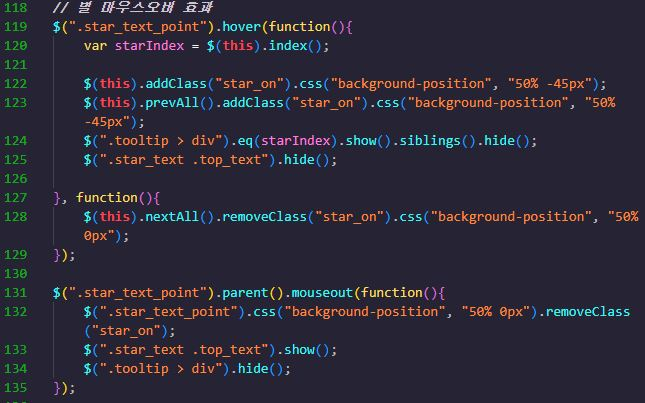 118 // 별 마우스오버 효과
119 $(".star_text_point").hover(function(){
120 var starIndex = $(this).index();
121
122 $(this).addClass("star_on").css("background-position", "50% -45px");
123 $(this).prevAll().addClass("star_on").css("background-position", "50%
-45px");
124 $(".tooltip > div").eq(starIndex).show().siblings().hide();
125 $(".star_text .top_text").hide();
126
127 }, function(){
128 $(this).nextAll().removeClass("star_on").css("background-position", "50%
0px");
129 });
130
131 $(".star_text_point").parent().mouseout(function(){
132 $(".star_text_point").css("background-position", "50% 0px").removeClass
("star_on");
133 $(".star_text .top_text").show();
134 $(".tooltip > div").hide();
135 });